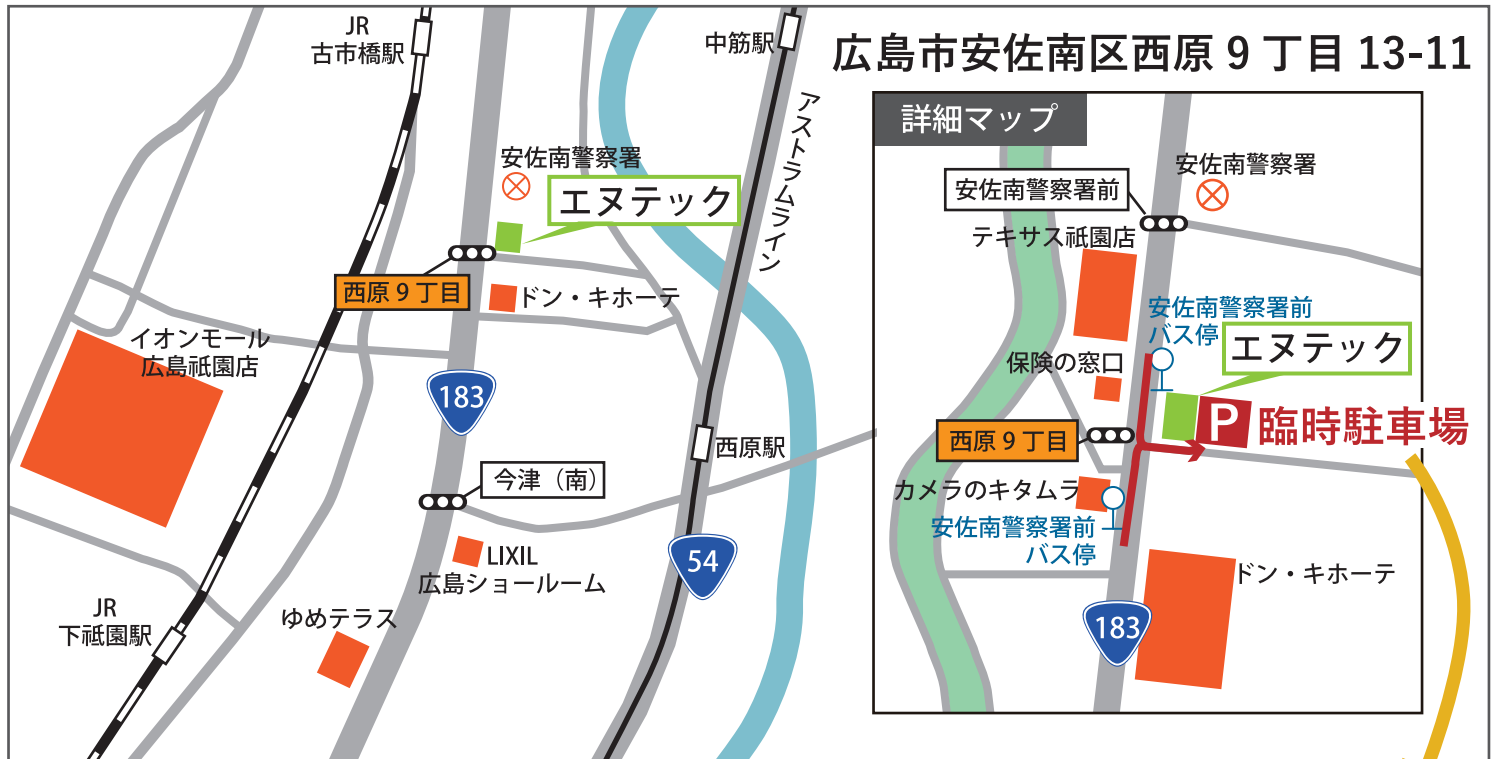 広島市安佐南区西原 9 丁目 13-11
JR
古市橋駅
中筋駅
アストラムライン
安佐南警察署
エヌテック
西原 9 丁目
ドン・キホーテ
イオンモール
広島祇園店
183
西原駅
今津（南）
LIXIL
広島ショールーム
54
JR
下祇園駅
ゆめテラス
詳細マップ
安佐南警察署
安佐南警察署前
テキサス祇園店
安佐南警察署前
バス停
エヌテック
保険の窓口
P 臨時駐車場
西原 9 丁目
カメラのキタムラ
安佐南警察署前
バス停
ドン・キホーテ
183